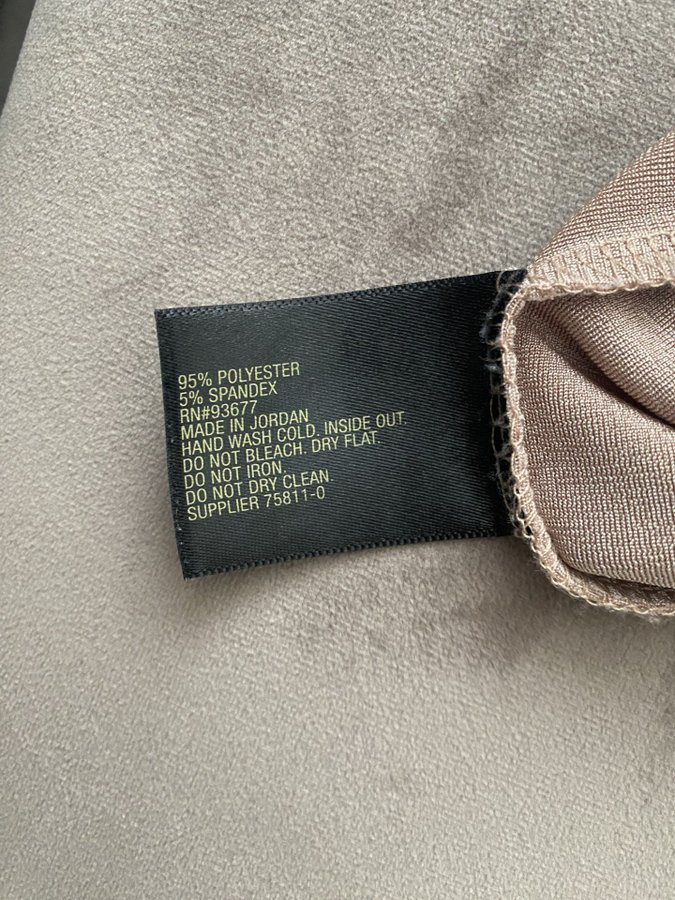 95% POLYESTER
5% SPANDEX
RN#93677
MADE IN JORDAN
HAND WASH COLD. INSIDE OUT.
DO NOT BLEACH. DRY FLAT.
DO NOT IRON.
DO NOT DRY CLEAN.
SUPPLIER 75811-0